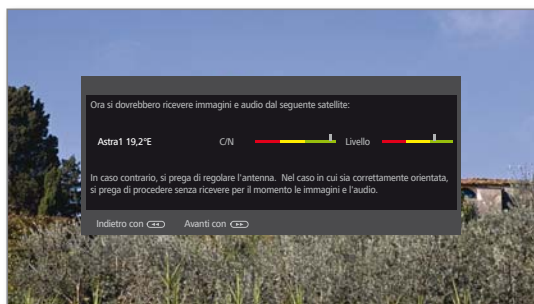 Ora si dovrebbero ricevere immagini e audio dal seguente satellite:
Astra1 19,2°E C/N Livello
In caso contrario, si prega di regolare l'antenna. Nel caso in cui sia correttamente orientata,
si prega di procedere senza ricevere per il momento le immagini e l'audio.
Indietro con Avanti con